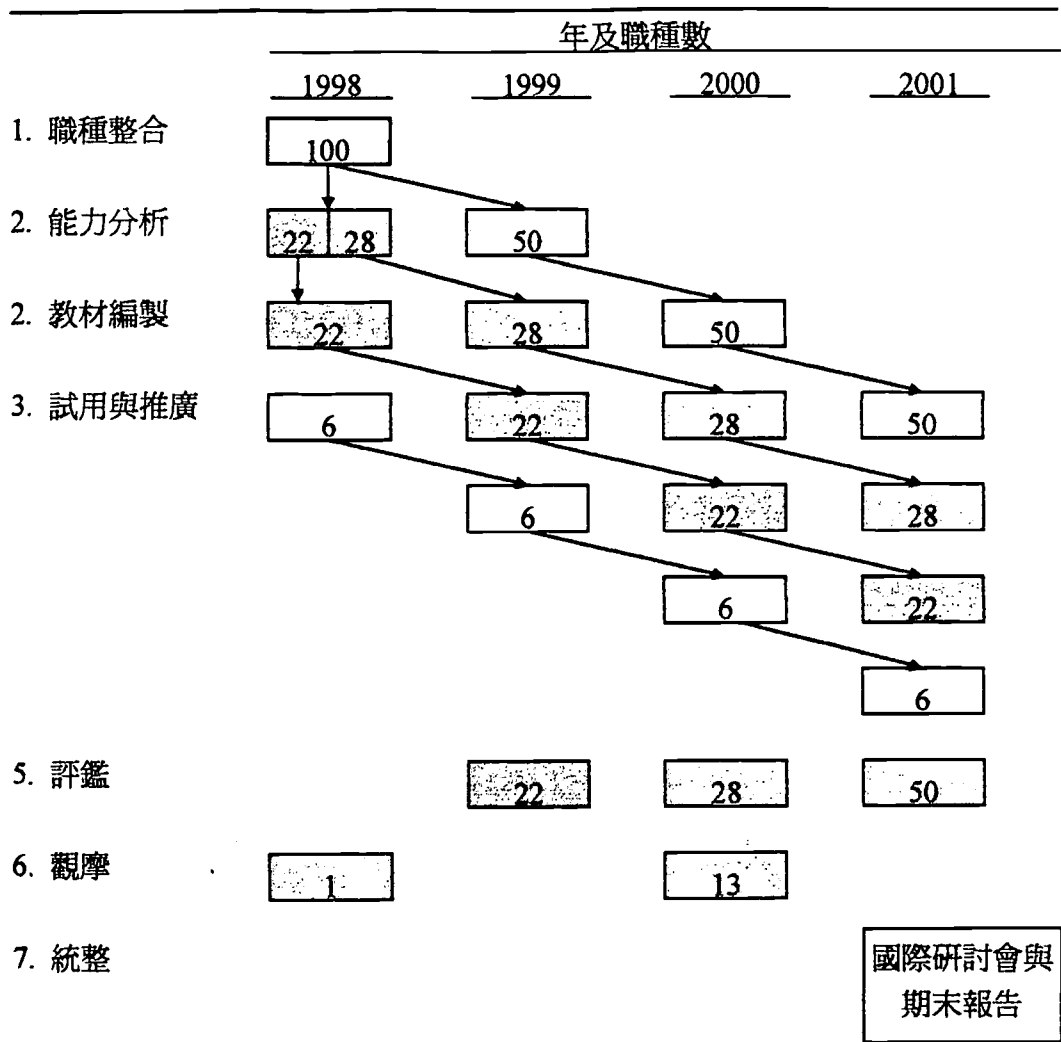 年及職種數
1998 1999 2000 2001
1. 職種整合
100
2. 能力分析
22 28 50
2. 教材編製
22 28 50
3. 試用與推廣
6 22 28 50
6 22 28
6 22
6
5. 評鑑
22 28 50
6. 觀摩
1 13
7. 統整
國際研討會與
期末報告